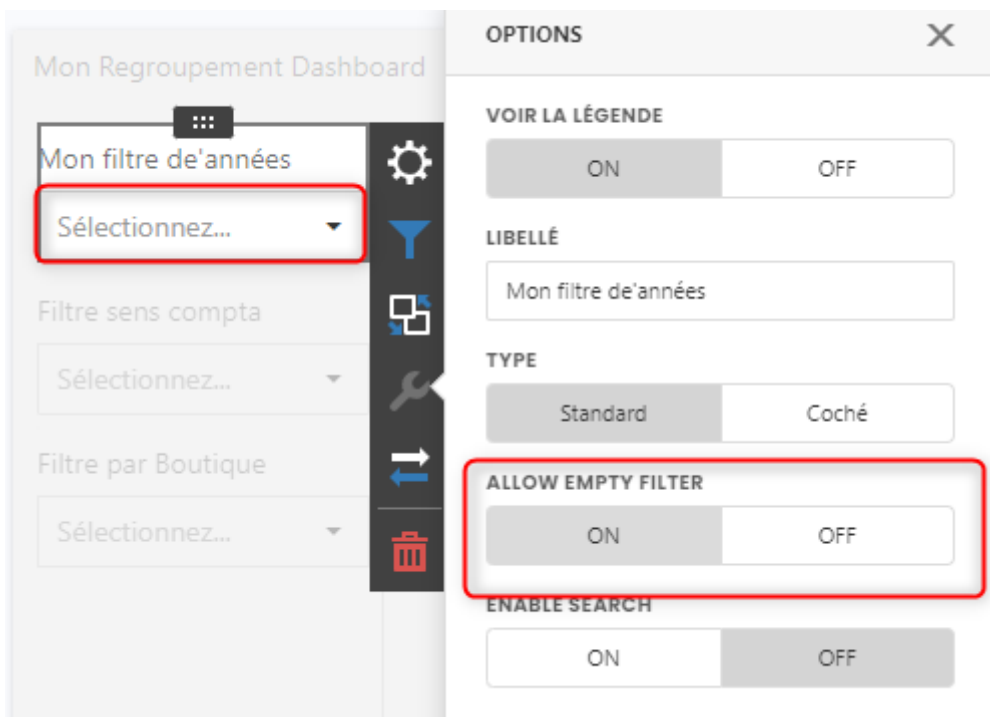 Mon Regroupement Dashboard
Mon filtre de'années
Sélectionnez...
Filtre sens compta
Sélectionnez...
Filtre par Boutique
Sélectionnez...
OPTIONS
VOIR LA LÉGENDE
ON OFF
LIBELLÉ
Mon filtre de'années
TYPE
Standard Coché
ALLOW EMPTY FILTER
ON OFF
ENABLE SEARCH
ON OFF